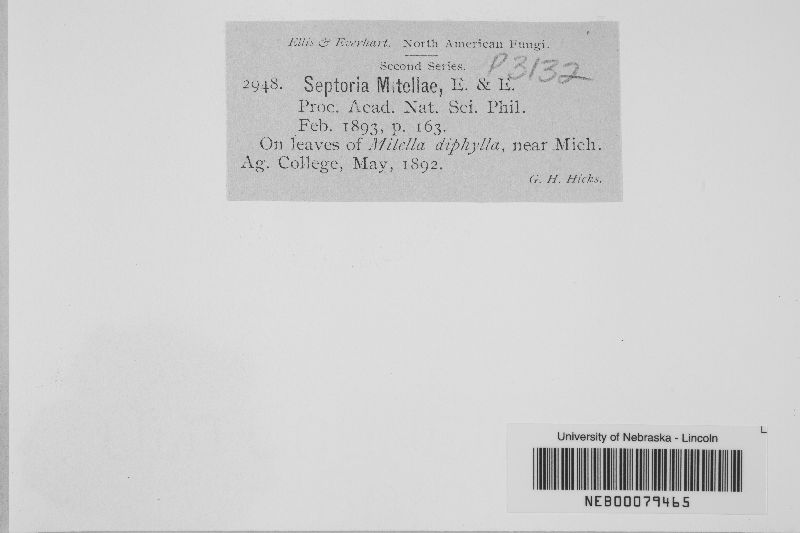 Ellis & Everhart. North American Fungi.
Second Series.
P3132
2948. Septoria Mitellae, E. & E.
Proc. Acad. Nat. Sci. Phil.
Feb. 1893, p. 163.
On leaves of Mitella diphylla, near Mich.
Ag. College, May, 1892.
G. H. Hicks.
University of Nebraska - Lincoln
NEB00079465